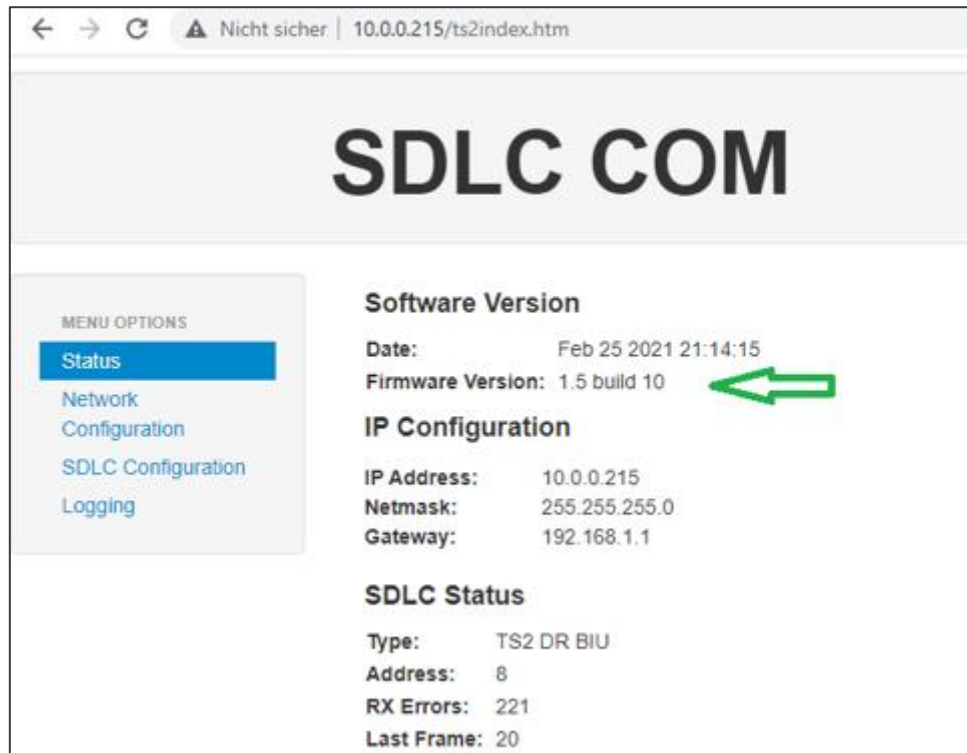 Nicht sicher | 10.0.0.215/ts2index.htm
SDLC COM
MENU OPTIONS
Status
Network
Configuration
SDLC Configuration
Logging
Software Version
Date: Feb 25 2021 21:14:15
Firmware Version: 1.5 build 10
IP Configuration
IP Address: 10.0.0.215
Netmask: 255.255.255.0
Gateway: 192.168.1.1
SDLC Status
Type: TS2 DR BIU
Address: 8
RX Errors: 221
Last Frame: 20